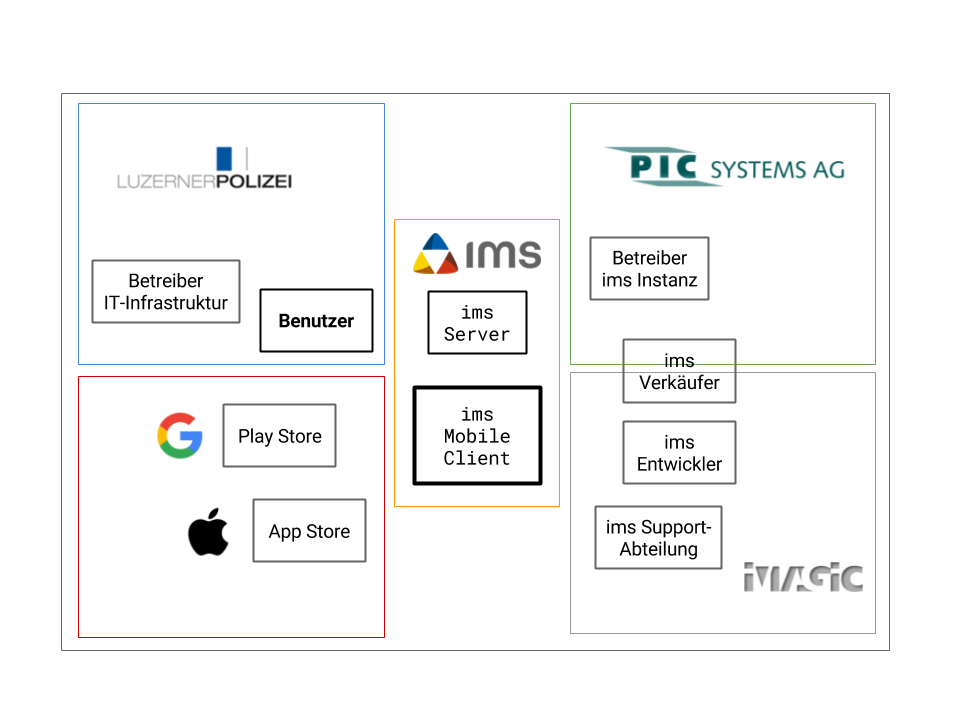 LUZERNERPOLIZEI
Betreiber
IT-Infrastruktur
Benutzer
Play Store
App Store
ims
ims
Server
ims
Mobile
Client
PIC SYSTEMS AG
Betreiber
ims Instanz
ims
Verkäufer
ims
Entwickler
ims Support-
Abteilung
iMAGiC